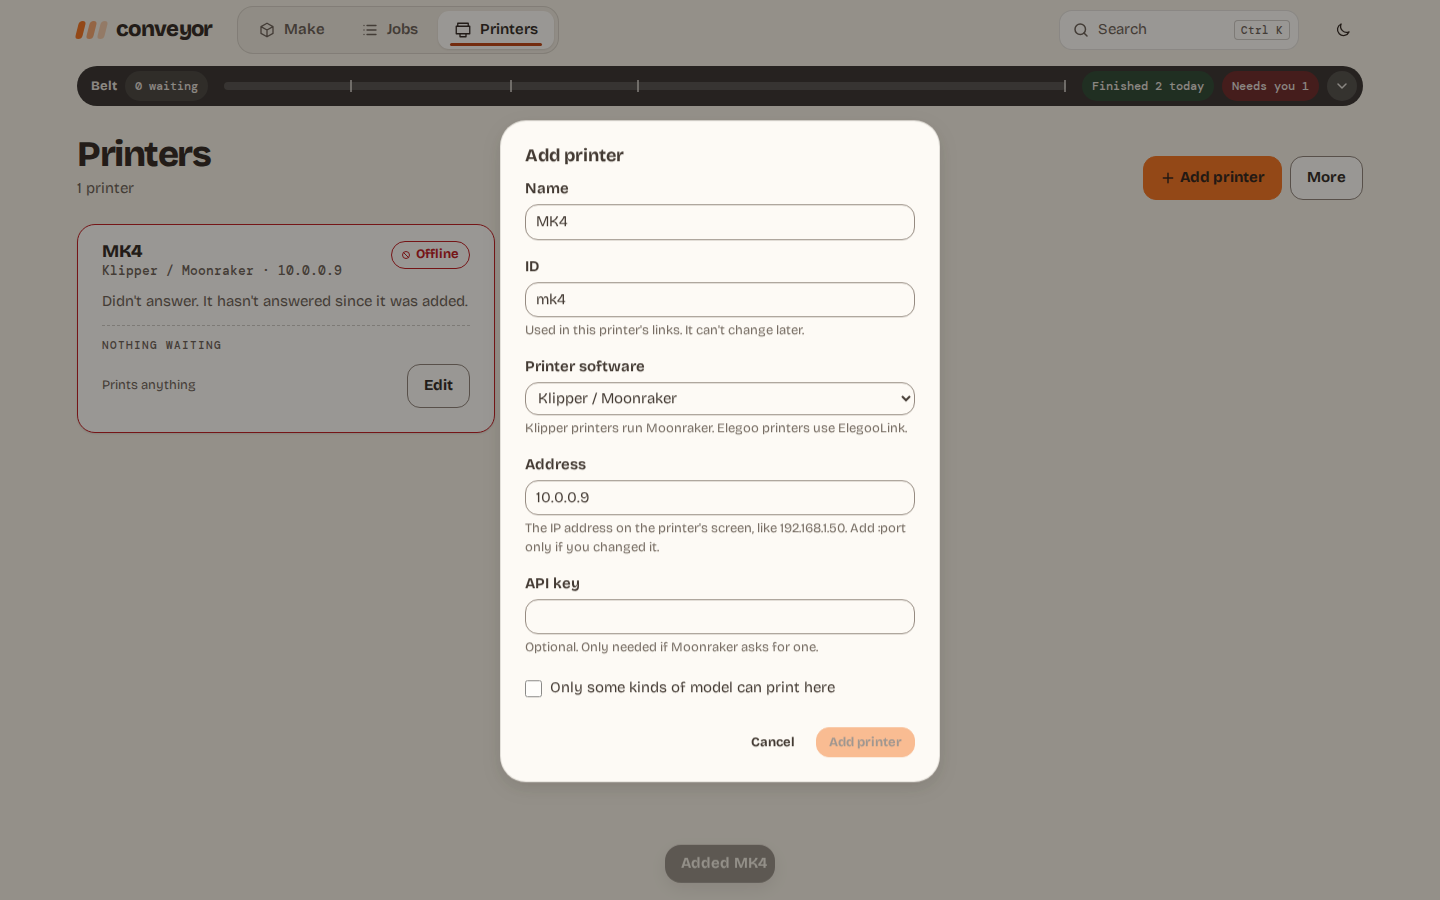 conveyor
Make
Jobs
Printers
Search
Ctrl K
Belt
0 waiting
Finished 2 today
Needs you 1
Printers
1 printer
+ Add printer
More
MK4
Offline
Klipper / Moonraker · 10.0.0.9
Didn't answer. It hasn't answered since it was added.
NOTHING WAITING
Prints anything
Edit
Add printer
Name
MK4
ID
mk4
Used in this printer's links. It can't change later.
Printer software
Klipper / Moonraker
Klipper printers run Moonraker. Elegoo printers use ElegooLink.
Address
10.0.0.9
The IP address on the printer's screen, like 192.168.1.50. Add :port
only if you changed it.
API key
Optional. Only needed if Moonraker asks for one.
Only some kinds of model can print here
Cancel
Add printer
Added MK4